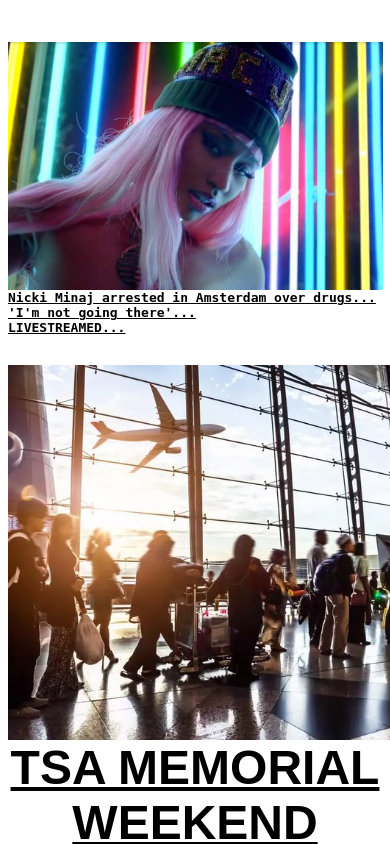 Nicki Minaj arrested in Amsterdam over drugs...
'I'm not going there'...
LIVESTREAMED...
TSA MEMORIAL
WEEKEND